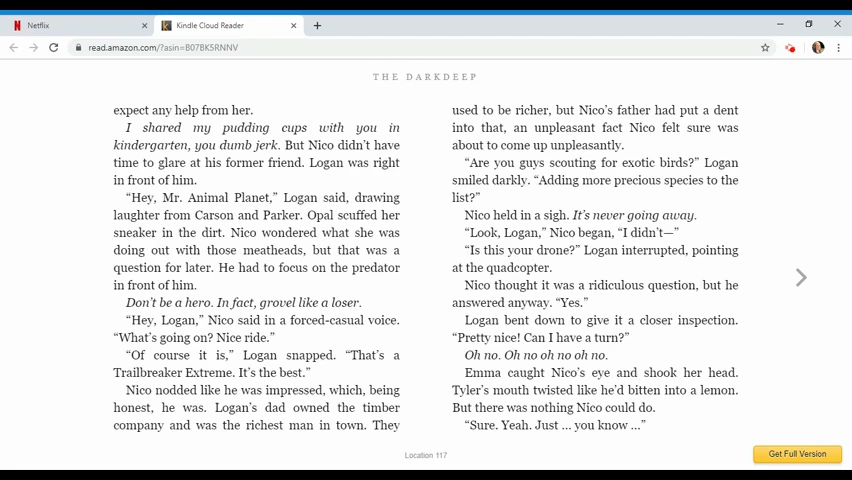 Netflix
Kindle Cloud Reader
read.amazon.com/?asin=B07BK5RNNV
THE DARKDEEP
expect any help from her.
I shared my pudding cups with you in
kindergarten, you dumb jerk. But Nico didn’t have
time to glare at his former friend. Logan was right
in front of him.
“Hey, Mr. Animal Planet,” Logan said, drawing
laughter from Carson and Parker. Opal scuffed her
sneaker in the dirt. Nico wondered what she was
doing out with those meatheads, but that was a
question for later. He had to focus on the predator
in front of him.
Don’t be a hero. In fact, grovel like a loser.
“Hey, Logan,” Nico said in a forced-casual voice.
“What’s going on? Nice ride.”
“Of course it is,” Logan snapped. “That’s a
Trailbreaker Extreme. It’s the best.”
Nico nodded like he was impressed, which, being
honest, he was. Logan’s dad owned the timber
company and was the richest man in town. They
used to be richer, but Nico’s father had put a dent
into that, an unpleasant fact Nico felt sure was
about to come up unpleasantly.
“Are you guys scouting for exotic birds?” Logan
smiled darkly. “Adding more precious species to the
list?”
Nico held in a sigh. It’s never going away.
“Look, Logan,” Nico began, “I didn’t—”
“Is this your drone?” Logan interrupted, pointing
at the quadcopter.
Nico thought it was a ridiculous question, but he
answered anyway. “Yes.”
Logan bent down to give it a closer inspection.
“Pretty nice! Can I have a turn?”
Oh no. Oh no oh no oh no.
Emma caught Nico’s eye and shook her head.
Tyler’s mouth twisted like he’d bitten into a lemon.
But there was nothing Nico could do.
“Sure. Yeah. Just … you know …”
Location 117
Get Full Version